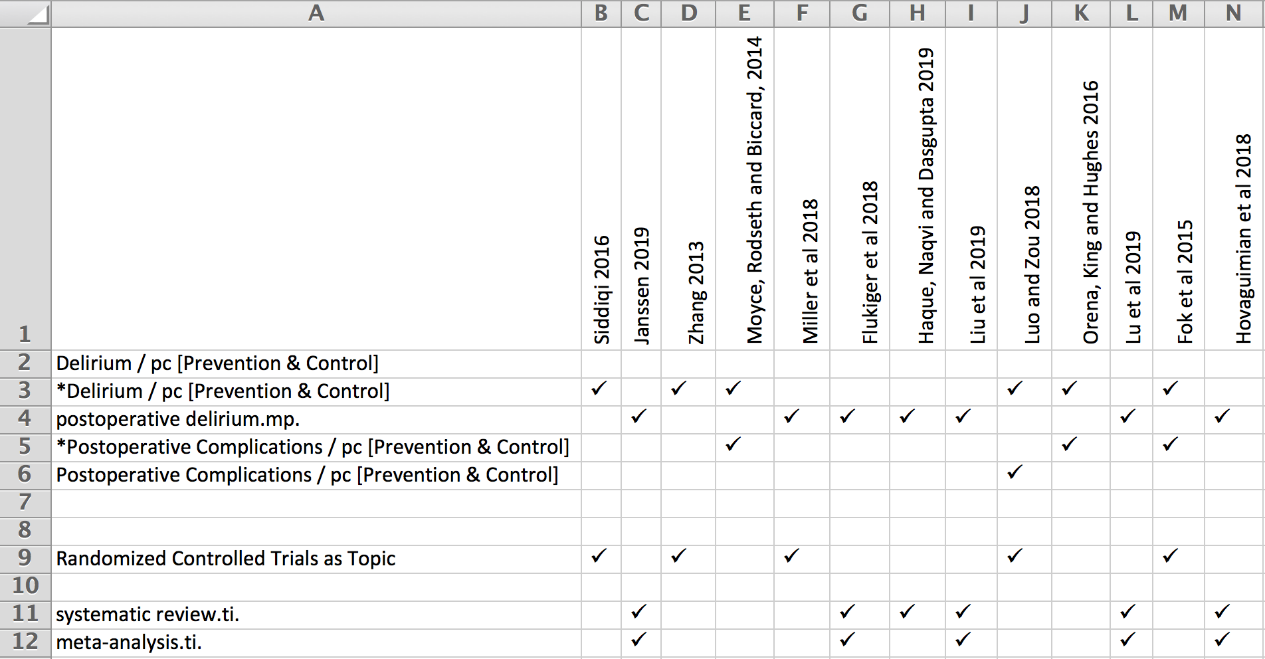 A B C D E F G H I J K L M N
1 Siddiqi 2016 Janssen 2019 Zhang 2013 Moyce, Rodseth and Biccard, 2014 Miller et al 2018 Flukiger et al 2018 Haque, Naqvi and Dasgupta 2019 Liu et al 2019 Luo and Zou 2018 Orena, King and Hughes 2016 Lu et al 2019 Fok et al 2015 Hovaguimian et al 2018
2 Delirium / pc [Prevention & Control]
3 *Delirium / pc [Prevention & Control] ✓ ✓ ✓ ✓ ✓ ✓
4 postoperative delirium.mp. ✓ ✓ ✓ ✓ ✓ ✓ ✓
5 *Postoperative Complications / pc [Prevention & Control] ✓ ✓ ✓
6 Postoperative Complications / pc [Prevention & Control] ✓
7
8
9 Randomized Controlled Trials as Topic ✓ ✓ ✓ ✓ ✓
10
11 systematic review.ti. ✓ ✓ ✓ ✓ ✓ ✓
12 meta-analysis.ti. ✓ ✓ ✓ ✓ ✓